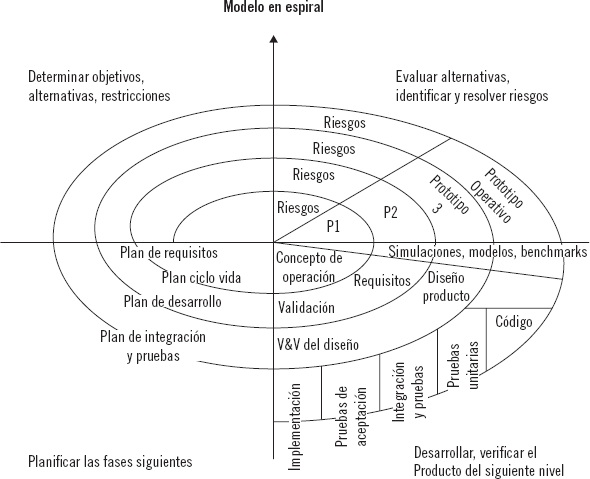 Modelo en espiral
Determinar objetivos,
alternativas, restricciones
Evaluar alternativas,
identificar y resolver riesgos
Riesgos
Riesgos
Riesgos
Riesgos
P1
P2
Prototipo
3
Prototipo
Operativo
Simulaciones, modelos, benchmarks
Plan de requisitos
Plan ciclo vida
Plan de desarrollo
Plan de integración
y pruebas
Concepto de
operación
Requisitos
Diseño
producto
Validación
Código
V&V del diseño
Implementación
Pruebas de
aceptación
Integración
y pruebas
Pruebas
unitarias
Planificar las fases siguientes
Desarrollar, verificar el
Producto del siguiente nivel